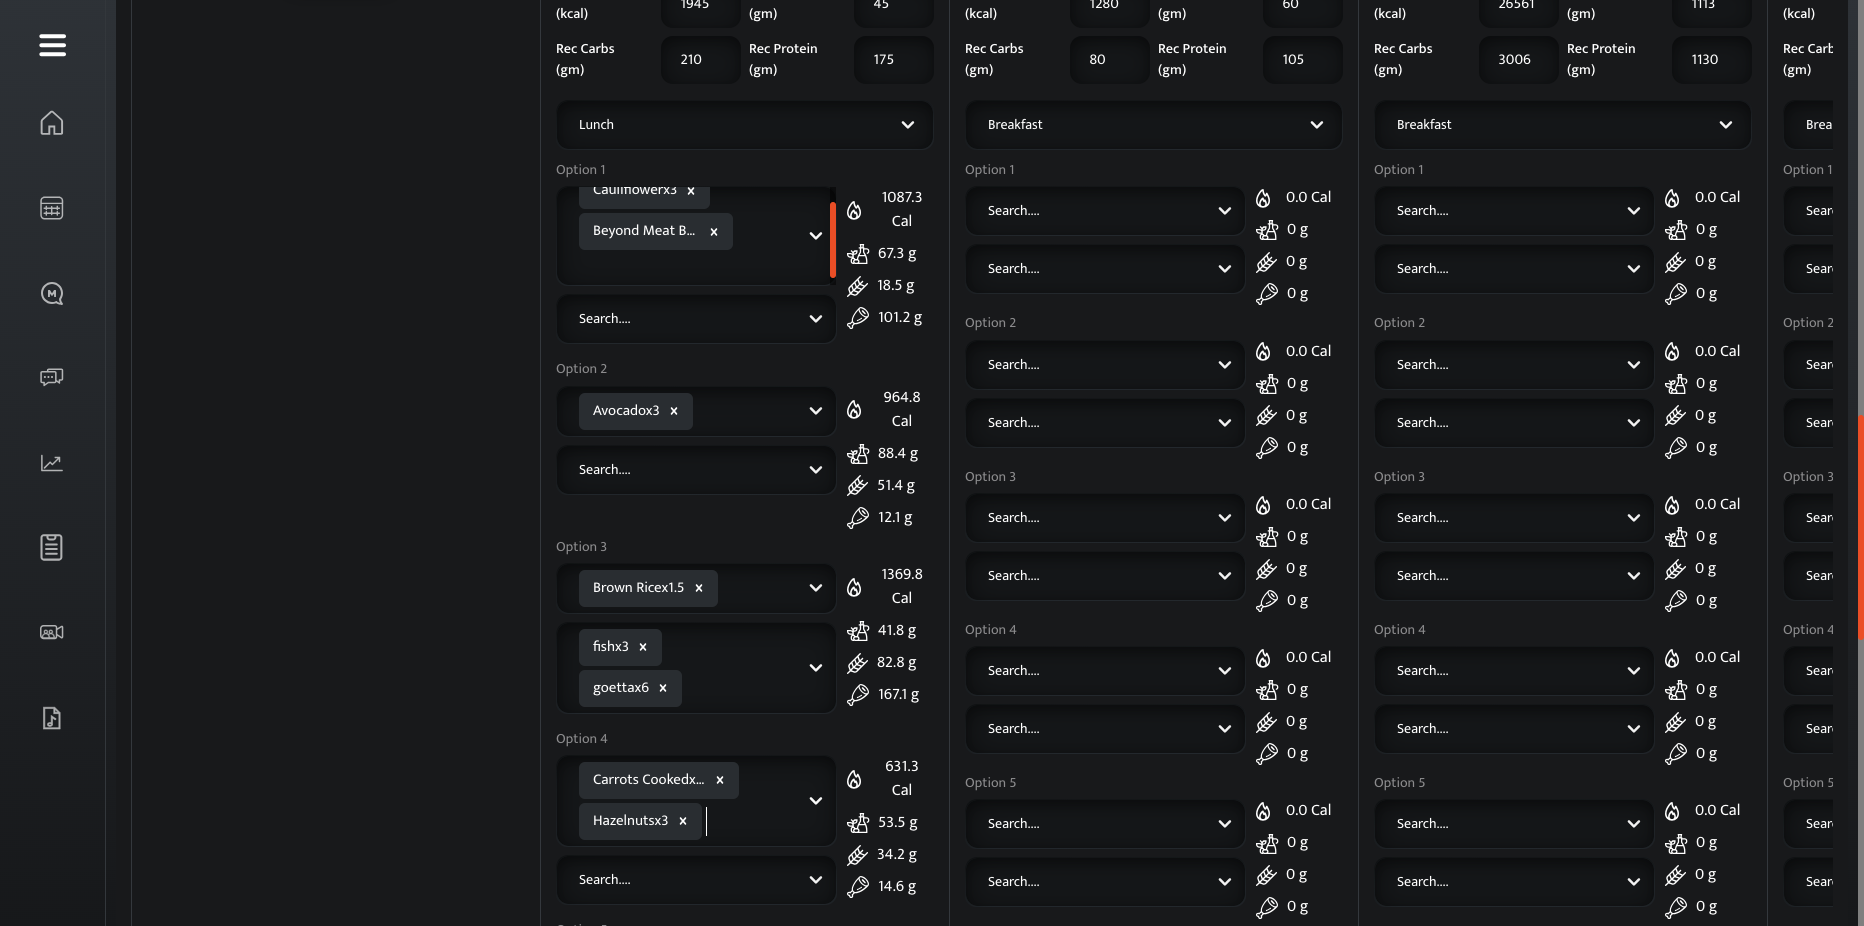 (kcal)
1945
(gm)
45
Rec Carbs
(gm)
210
Rec Protein
(gm)
175
Lunch
Option 1
Cauliflowerx3
Beyond Meat B...
Search....
1087.3
Cal
67.3 g
18.5 g
101.2 g
Option 2
Avocadox3
Search....
964.8
Cal
88.4 g
51.4 g
12.1 g
Option 3
Brown Ricex1.5
fishx3
goettax6
1369.8
Cal
41.8 g
82.8 g
167.1 g
Option 4
Carrots Cookedx...
Hazelnutsx3
Search....
631.3
Cal
53.5 g
34.2 g
14.6 g
(kcal)
1280
(gm)
60
Rec Carbs
(gm)
80
Rec Protein
(gm)
105
Breakfast
Option 1
Search....
Search....
0.0 Cal
0 g
0 g
0 g
Option 2
Search....
Search....
0.0 Cal
0 g
0 g
0 g
Option 3
Search....
Search....
0.0 Cal
0 g
0 g
0 g
Option 4
Search....
Search....
0.0 Cal
0 g
0 g
0 g
Option 5
Search....
Search....
0.0 Cal
0 g
0 g
0 g
(kcal)
26561
(gm)
1113
Rec Carbs
(gm)
3006
Rec Protein
(gm)
1130
Breakfast
Option 1
Search....
Search....
0.0 Cal
0 g
0 g
0 g
Option 2
Search....
Search....
0.0 Cal
0 g
0 g
0 g
Option 3
Search....
Search....
0.0 Cal
0 g
0 g
0 g
Option 4
Search....
Search....
0.0 Cal
0 g
0 g
0 g
Option 5
Search....
Search....
0.0 Cal
0 g
0 g
0 g
(kcal)
Rec Carb
(gm)
Brea
Option 1
Sear
Sear
Option 2
Sear
Sear
Option 3
Sear
Sear
Option 4
Sear
Sear
Option 5
Sear
Sear